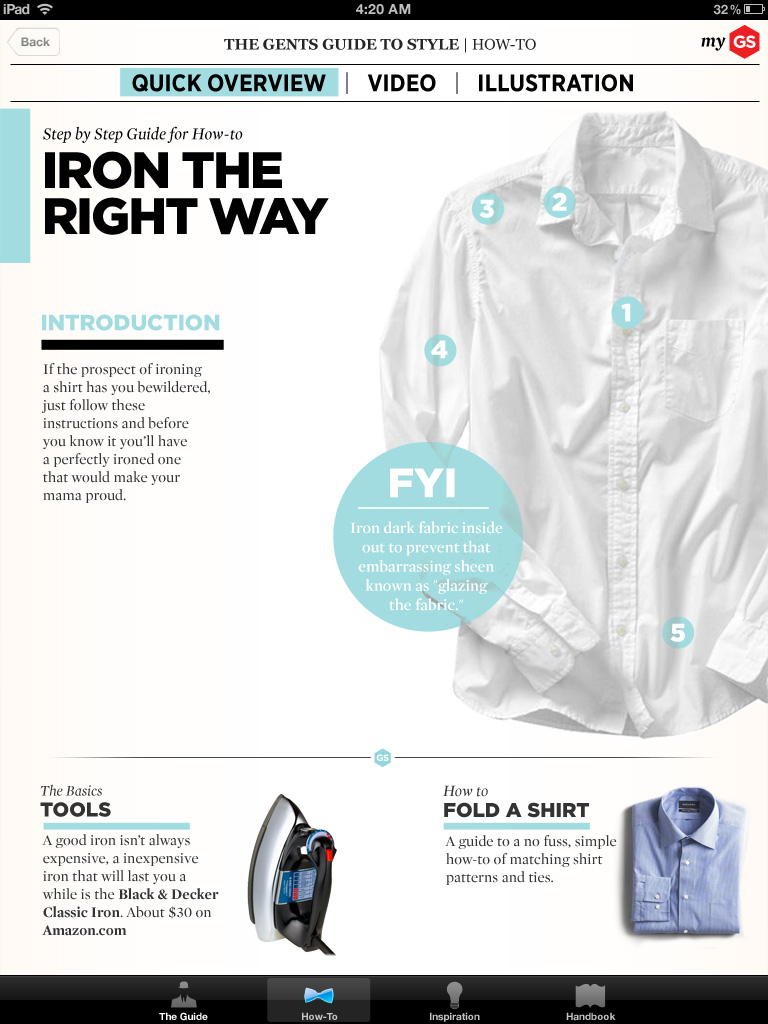 iPad
4:20 AM
32%
Back
THE GENTS GUIDE TO STYLE | HOW-TO
my GS
QUICK OVERVIEW | VIDEO | ILLUSTRATION
Step by Step Guide for How-to
IRON THE
RIGHT WAY
3
2
1
4
5
INTRODUCTION
If the prospect of ironing
a shirt has you bewildered,
just follow these
instructions and before
you know it you'll have
a perfectly ironed one
that would make your
mama proud.
FYI
Iron dark fabric inside
out to prevent that
embarrassing sheen
known as "glazing
the fabric."
GS
The Basics
TOOLS
A good iron isn't always
expensive, a inexpensive
iron that will last you a
while is the Black & Decker
Classic Iron. About $30 on
Amazon.com
How to
FOLD A SHIRT
A guide to a no fuss, simple
how-to of matching shirt
patterns and ties.
The Guide
How-To
Inspiration
Handbook